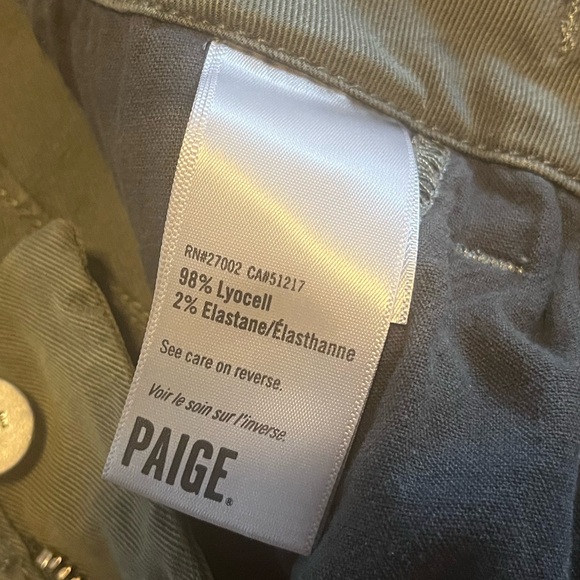 RN#27002 CA#51217
98% Lyocell
2% Elastane/Élasthanne
See care on reverse.
Voir le soin sur l'inverse.
PAIGE®